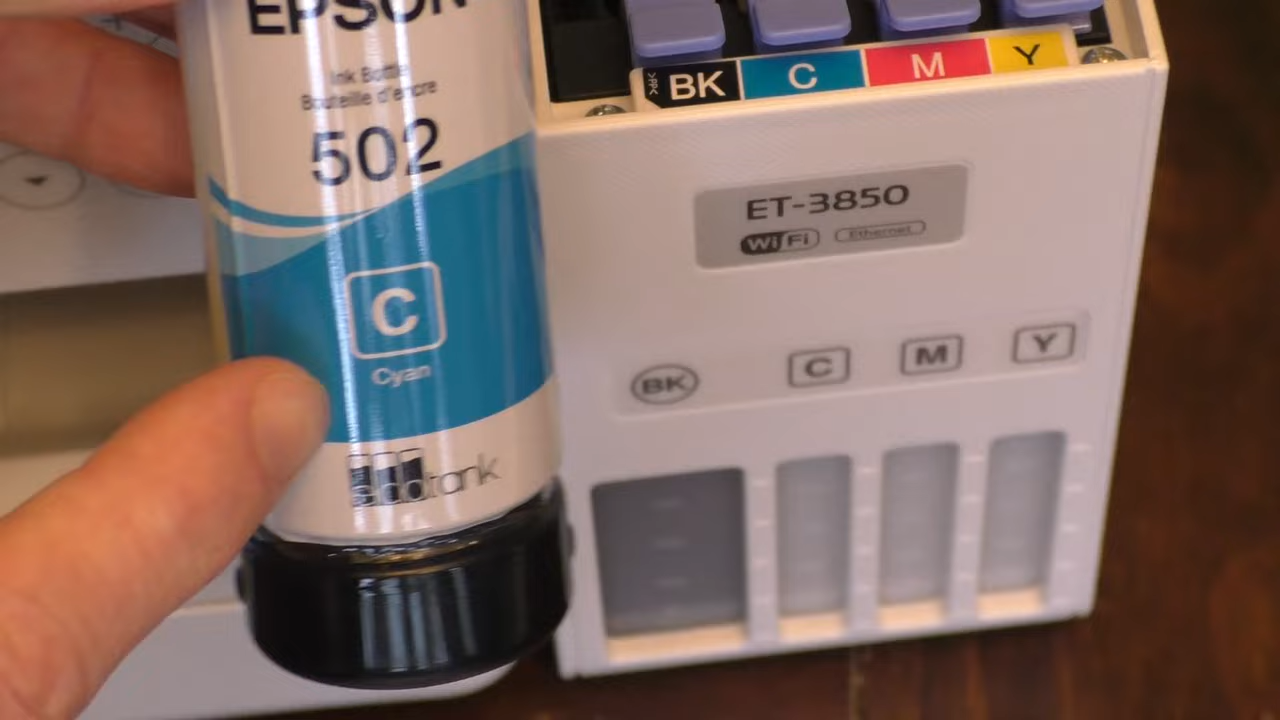 EPSON
Ink Bottle
Bouteille d'encre
502
C
Cyan
ecotank
BK C M Y
ET-3850
WiFi Ethernet
BK C M Y